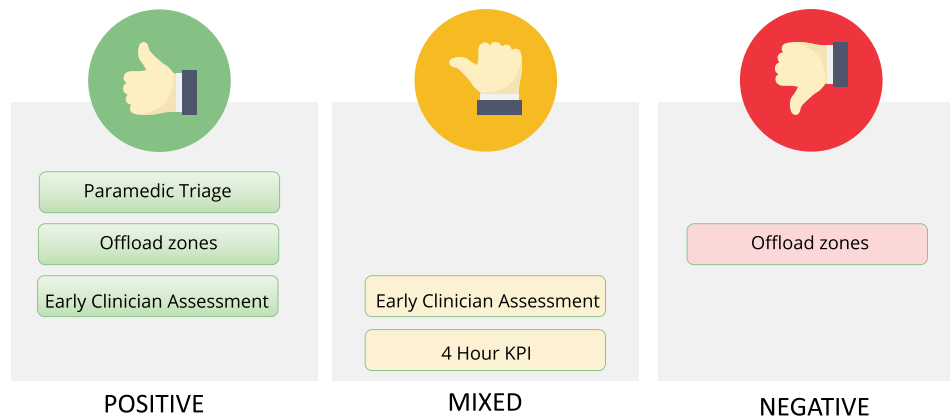 Paramedic Triage
Offload zones
Early Clinician Assessment
POSITIVE
Early Clinician Assessment
4 Hour KPI
MIXED
Offload zones
NEGATIVE